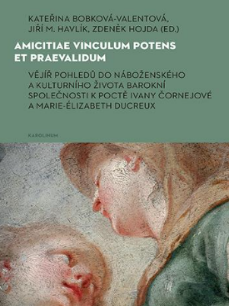 KATEŘINA BOBKOVÁ-VALENTOVÁ,
JIŘÍ M. HAVLÍK, ZDENĚK HOJDA (ED.)
AMICITIAE VINCULUM POTENS
ET PRAEVALIDUM
VĚJÍŘ POHLEDŮ DO NÁBOŽENSKÉHO
A KULTURNÍHO ŽIVOTA BAROKNÍ
SPOLEČNOSTI K POCTĚ IVANY ČORNEJOVÉ
A MARIE-ÉLIZABETH DUCREUX
KAROLINUM